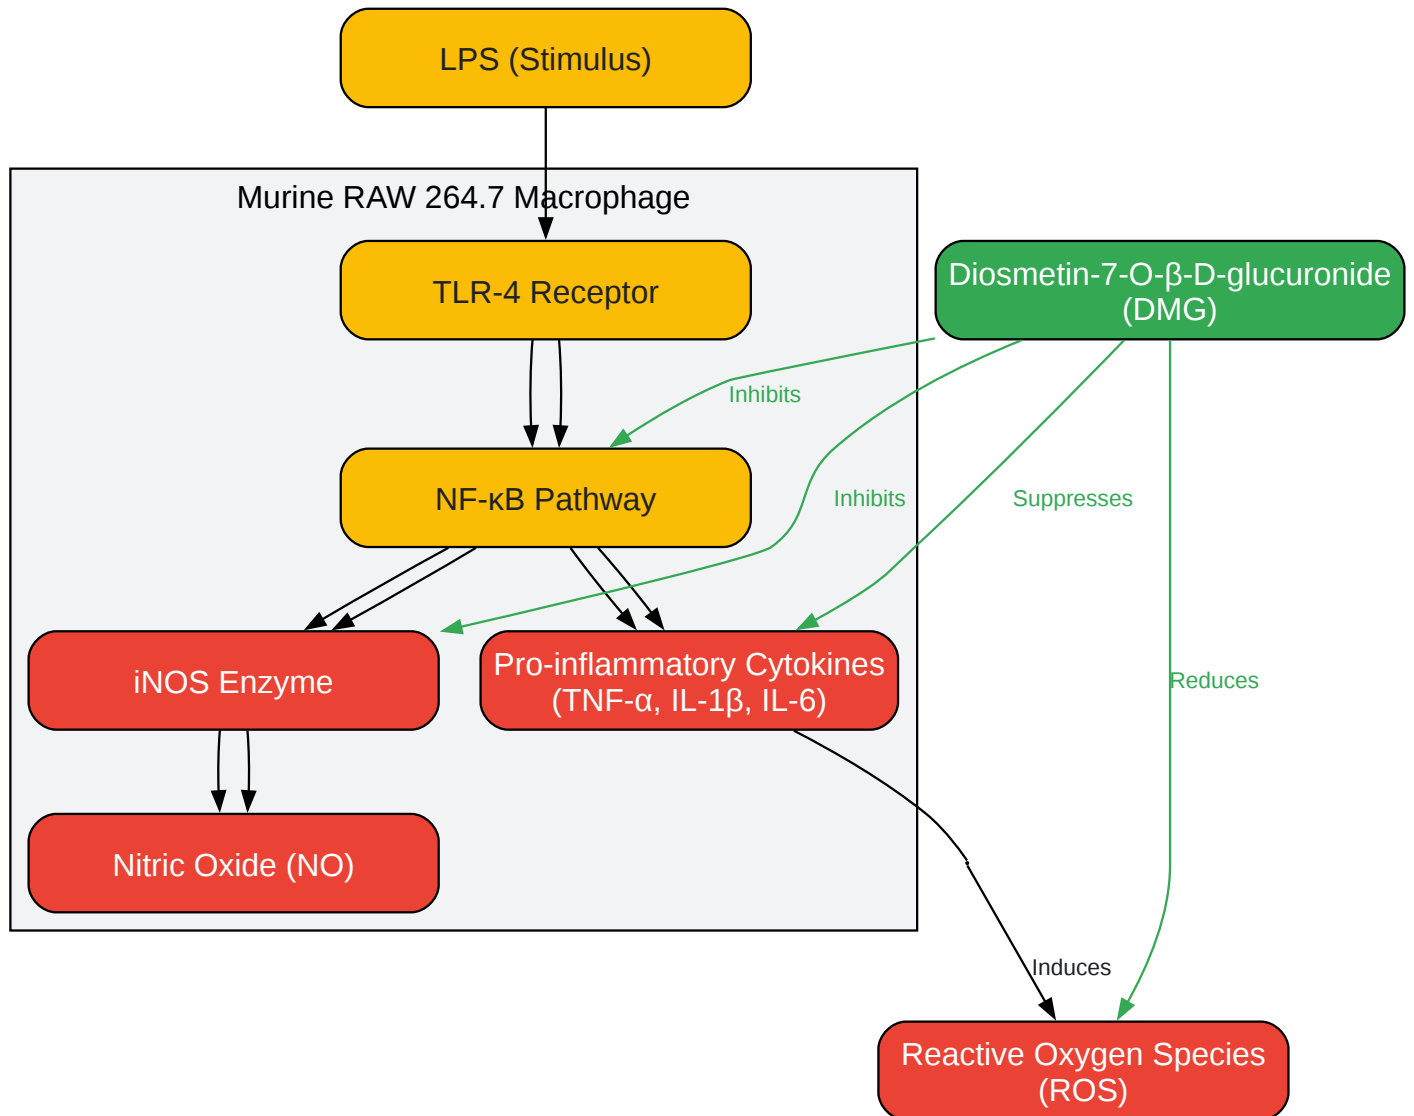 LPS (Stimulus)
Murine RAW 264.7 Macrophage
TLR-4 Receptor
Diosmetin-7-O-β-D-glucuronide
(DMG)
Inhibits
NF-κB Pathway
Inhibits
Suppresses
iNOS Enzyme
Pro-inflammatory Cytokines
(TNF-α, IL-1β, IL-6)
Reduces
Nitric Oxide (NO)
Induces
Reactive Oxygen Species
(ROS)